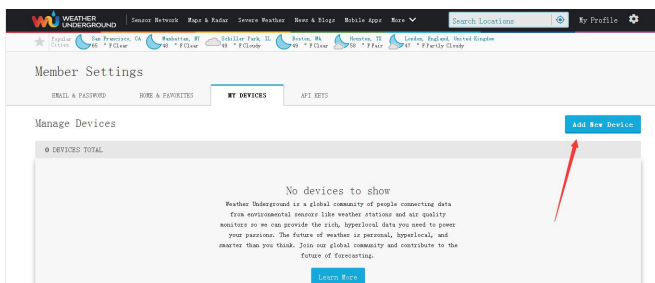 WEATHER UNDERGROUND Sensor Network Maps & Radar Severe Weather News & Blogs Mobile Apps More Search Locations My Profile
Popular Cities San Francisco, CA 65 °F Clear Manhattan, NY 48 °F Clear Schiller Park, IL 49 °F Cloudy Boston, MA 49 °F Clear Houston, TX 58 °F Fair London, England, United Kingdom 47 °F Partly Cloudy
Member Settings
EMAIL & PASSWORD HOME & FAVORITES MY DEVICES API KEYS
Manage Devices Add New Device
0 DEVICES TOTAL
No devices to show
Weather Underground is a global community of people connecting data
from environmental sensors like weather stations and air quality
monitors so we can provide the rich, hyperlocal data you need to power
your passions. The future of weather is personal, hyperlocal, and
smarter than you think. Join our global community and contribute to the
future of forecasting.
Learn More